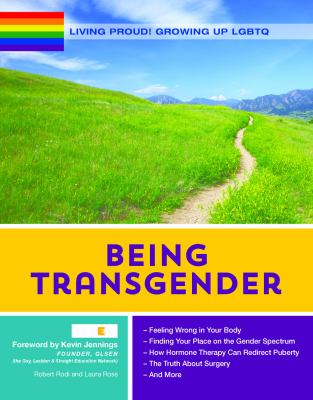 LIVING PROUD! GROWING UP LGBTQ
BEING
TRANSGENDER
E
Foreword by Kevin Jennings
FOUNDER, GLSEN
(the Gay, Lesbian & Straight Education Network)
Robert Rodi and Laura Ross
– Feeling Wrong in Your Body
– Finding Your Place on the Gender Spectrum
– How Hormone Therapy Can Redirect Puberty
– The Truth About Surgery
– And More